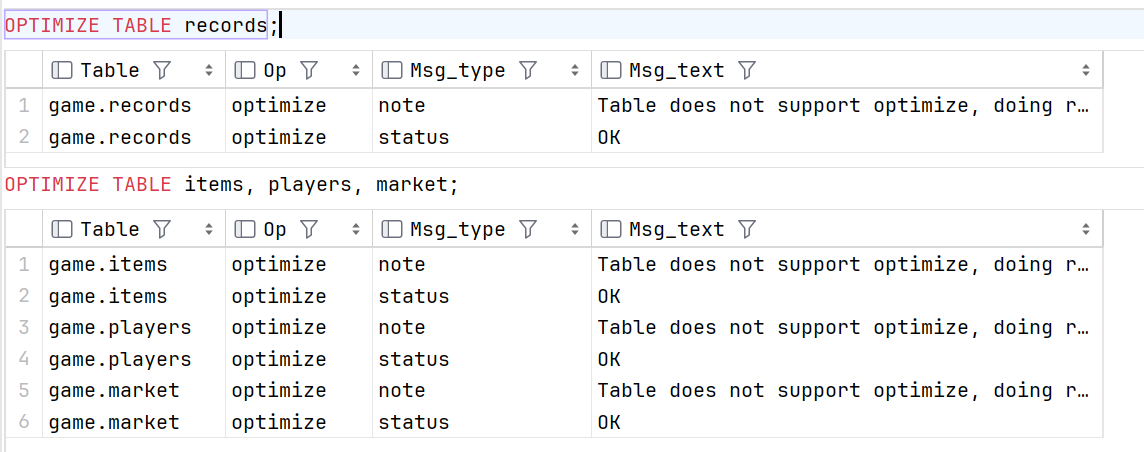 OPTIMIZE TABLE records;
Table Op Msg_type Msg_text
1 game.records optimize note Table does not support optimize, doing r…
2 game.records optimize status OK
OPTIMIZE TABLE items, players, market;
Table Op Msg_type Msg_text
1 game.items optimize note Table does not support optimize, doing r…
2 game.items optimize status OK
3 game.players optimize note Table does not support optimize, doing r…
4 game.players optimize status OK
5 game.market optimize note Table does not support optimize, doing r…
6 game.market optimize status OK